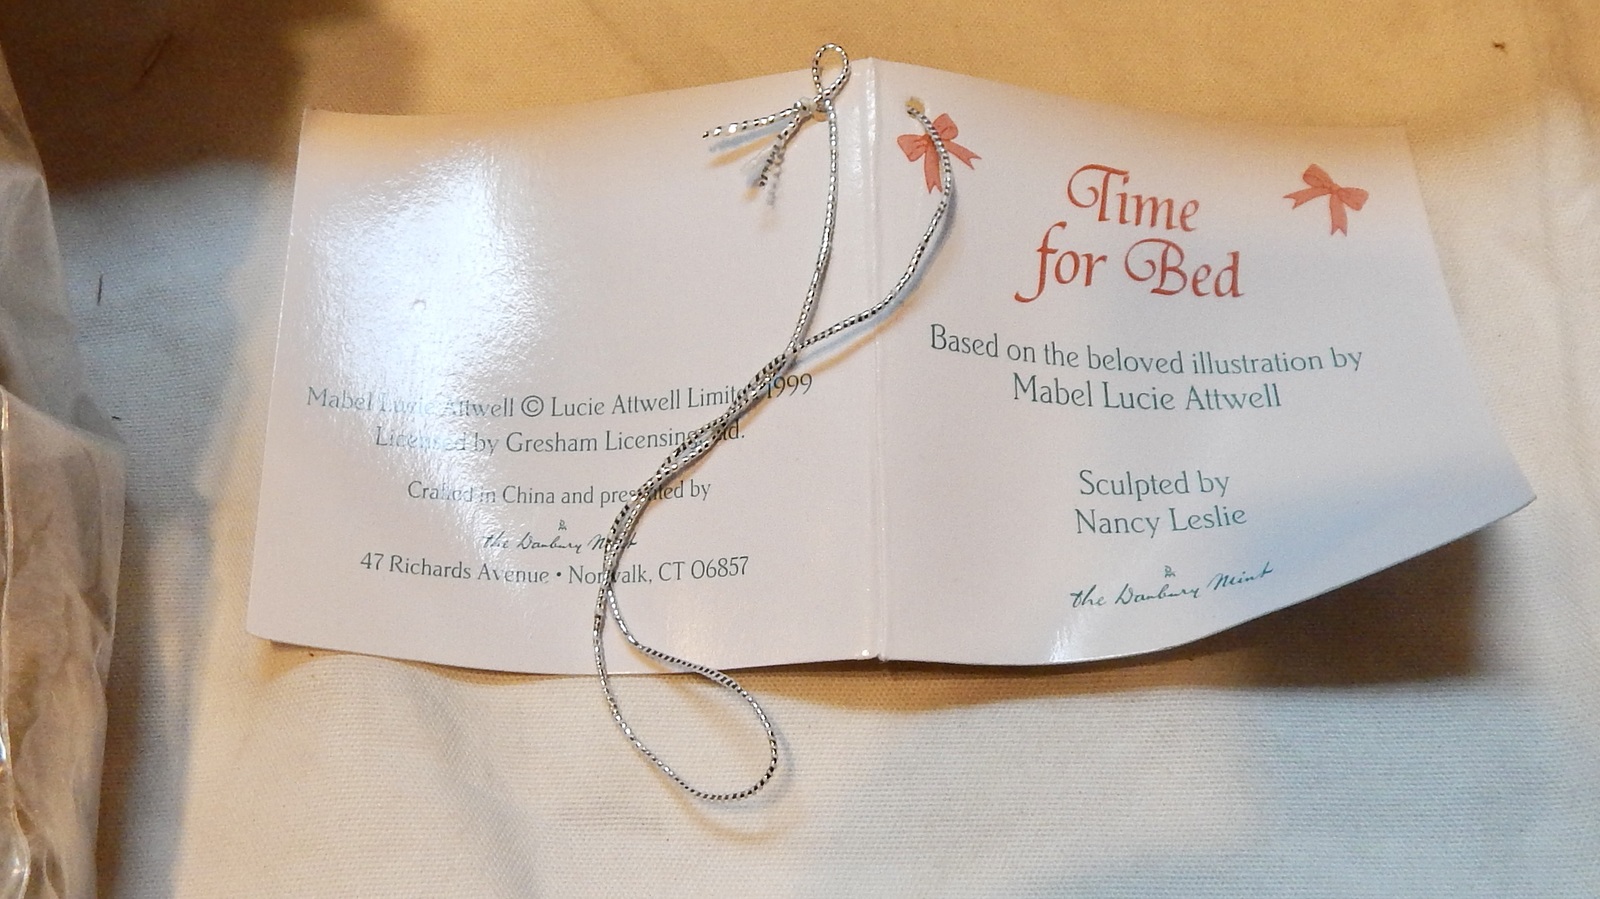 Mabel Lucie Attwell © Lucie Attwell Limited 1999
Licensed by Gresham Licensing Ltd.
Crafted in China and presented by
the Danbury Mint
47 Richards Avenue • Norwalk, CT 06857
Time
for Bed
Based on the beloved illustration by
Mabel Lucie Attwell
Sculpted by
Nancy Leslie
the Danbury Mint